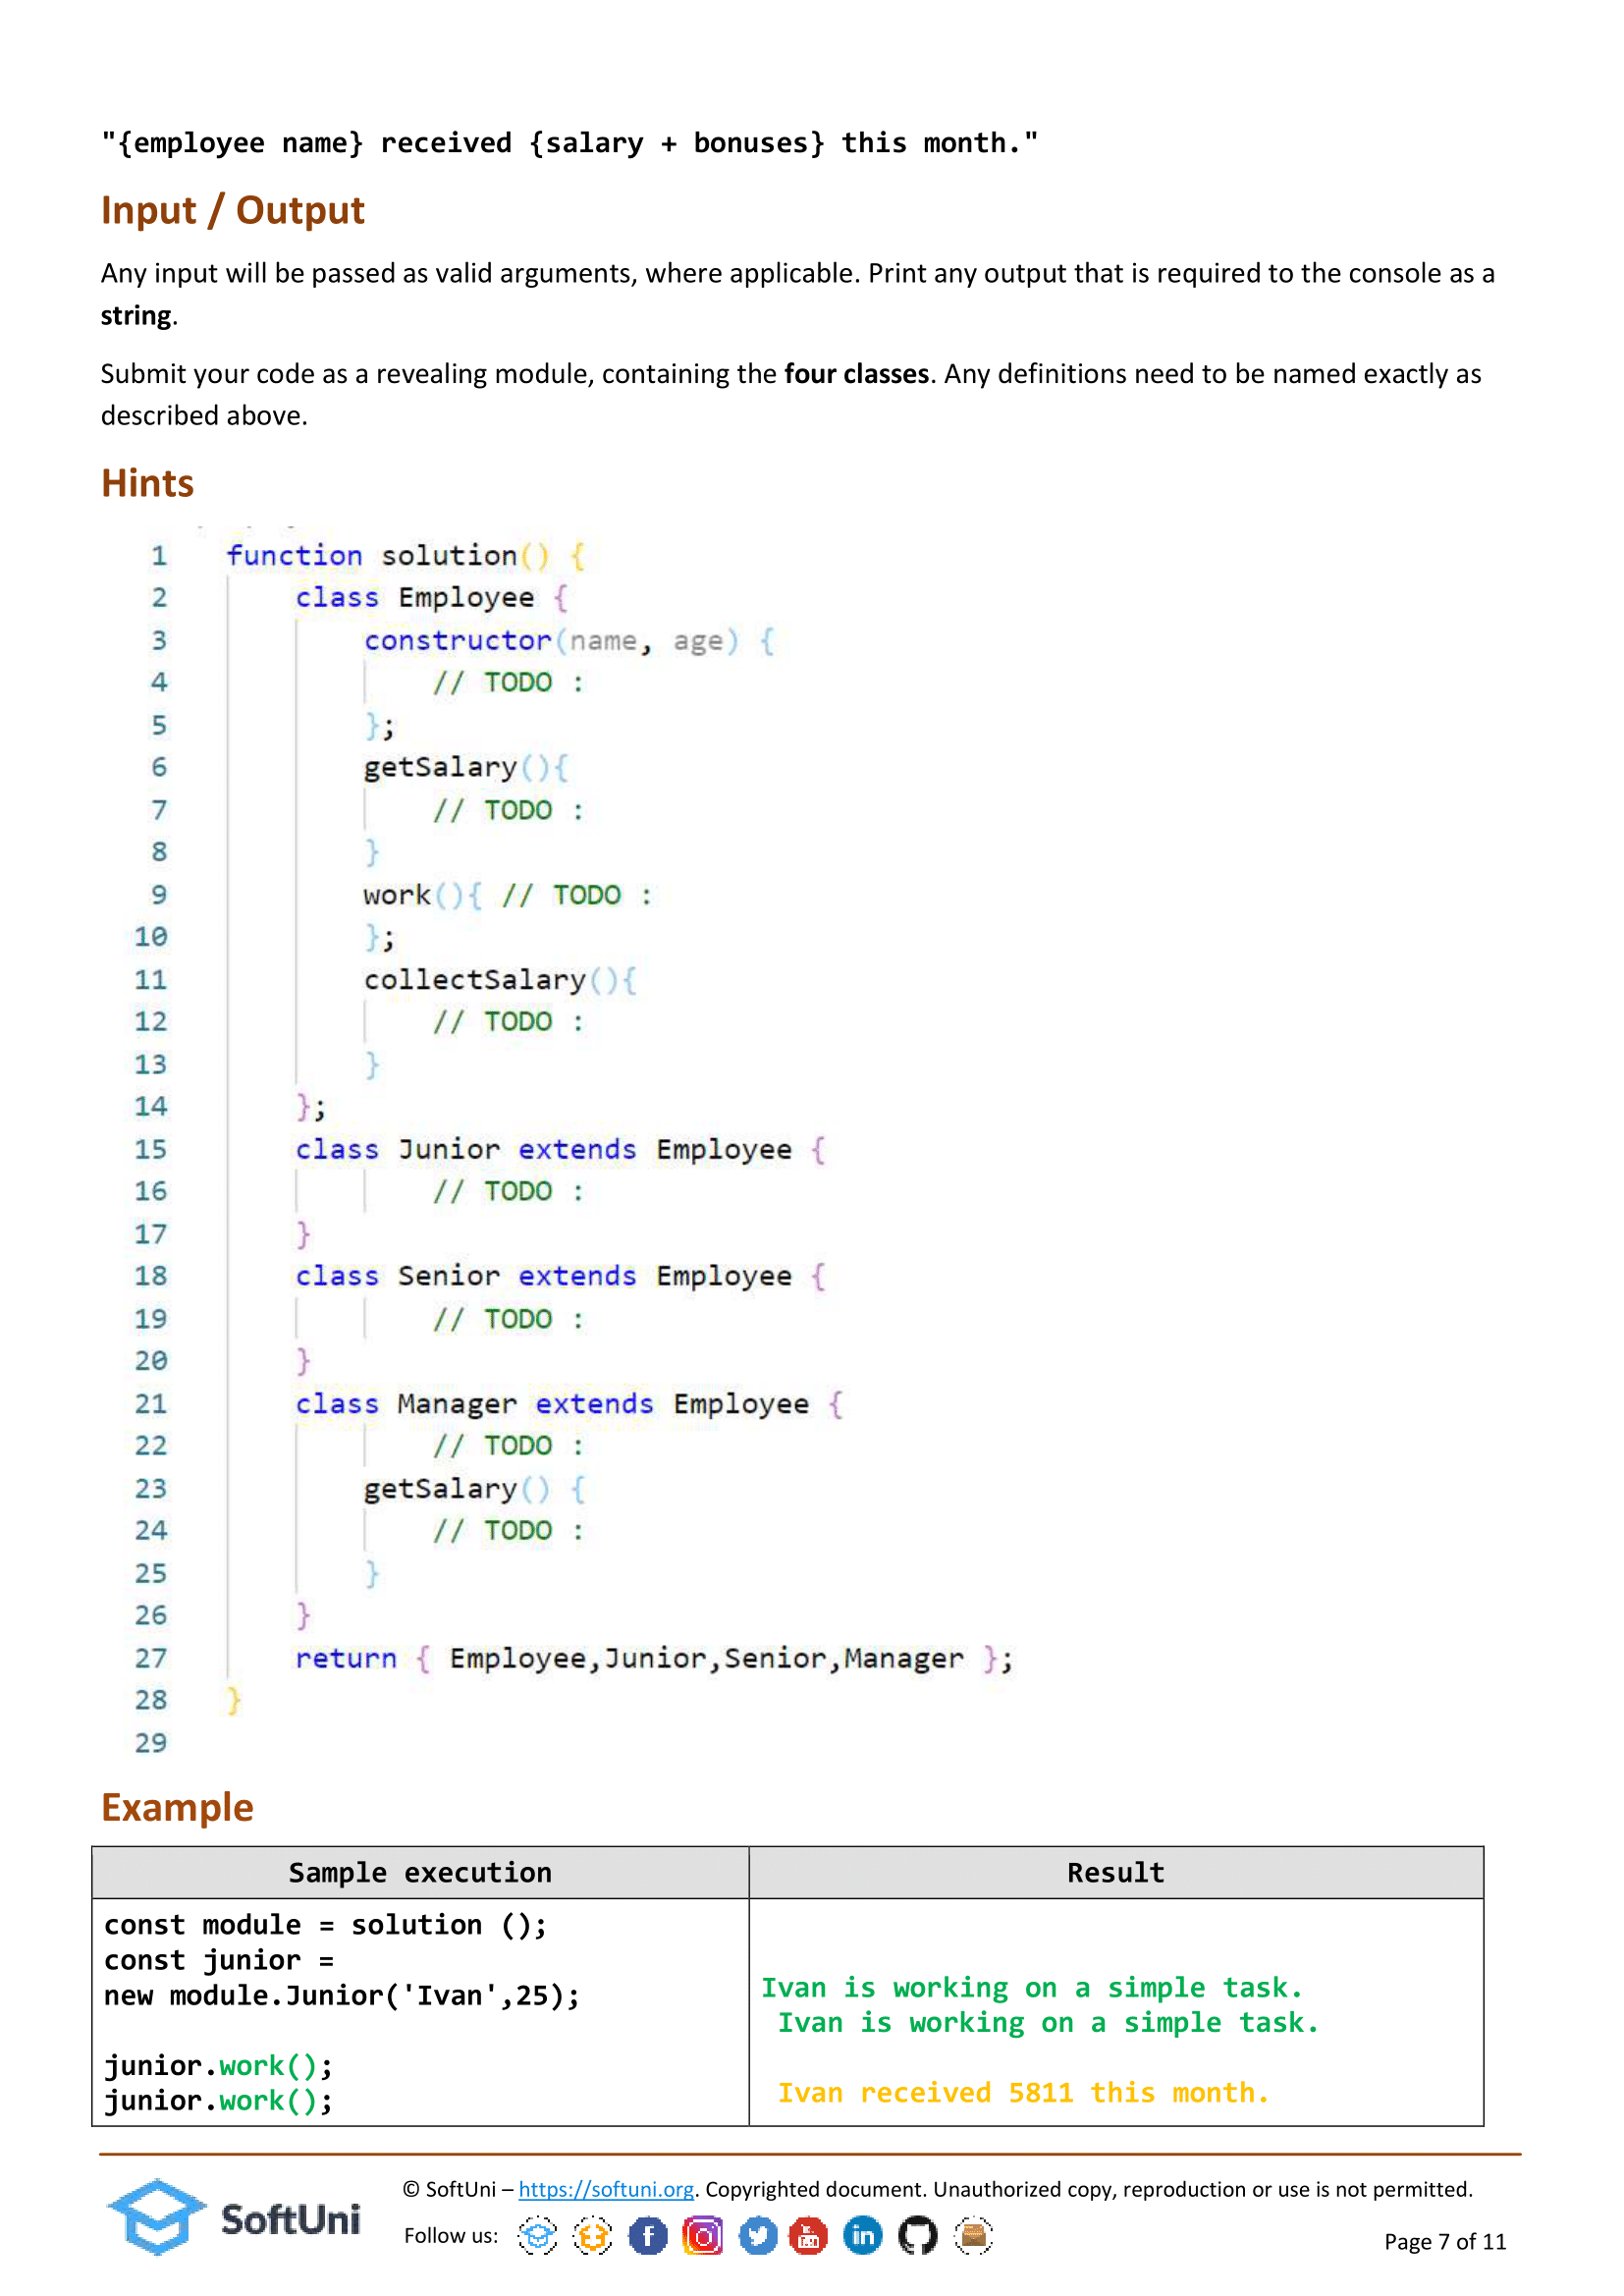 "{employee name} received {salary + bonuses} this month."
Input / Output
Any input will be passed as valid arguments, where applicable. Print any output that is required to the console as a
string.
Submit your code as a revealing module, containing the four classes. Any definitions need to be named exactly as
described above.
Hints
1 function solution() {
2 class Employee {
3 constructor(name, age) {
4 // TODO :
5 };
6 getSalary(){
7 // TODO :
8 }
9 work(){ // TODO :
10 };
11 collectSalary(){
12 // TODO :
13 }
14 };
15 class Junior extends Employee {
16 // TODO :
17 }
18 class Senior extends Employee {
19 // TODO :
20 }
21 class Manager extends Employee {
22 // TODO :
23 getSalary() {
24 // TODO :
25 }
26 }
27 return { Employee,Junior,Senior,Manager };
28 }
29
Example
Sample execution Result
const module = solution ();
const junior =
new module.Junior('Ivan',25);
junior.work();
junior.work();
Ivan is working on a simple task.
Ivan is working on a simple task.
Ivan received 5811 this month.
SoftUni
© SoftUni – https://softuni.org. Copyrighted document. Unauthorized copy, reproduction or use is not permitted.
Follow us:
Page 7 of 11